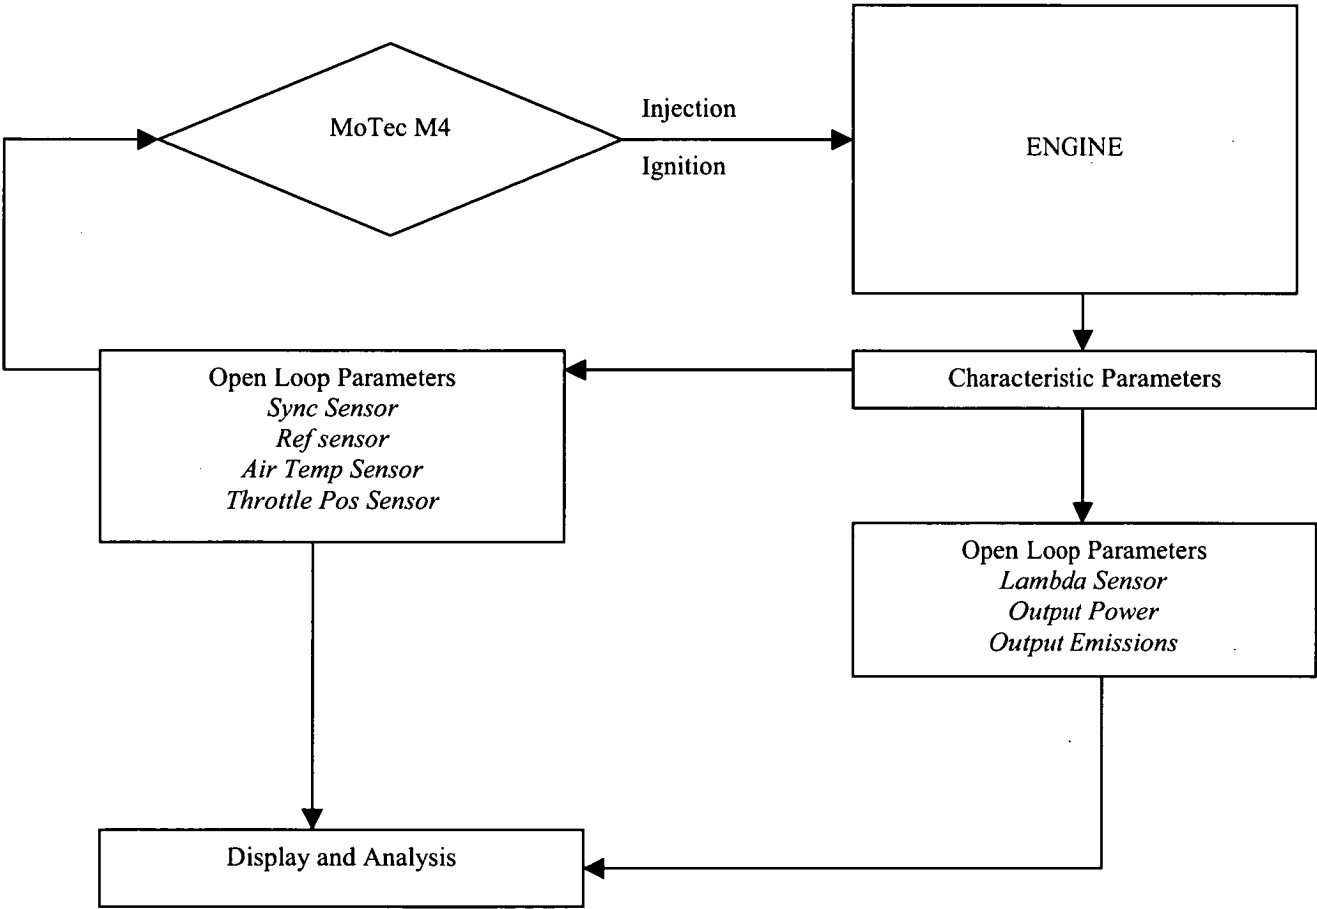 MoTec M4
Injection
Ignition
ENGINE
Open Loop Parameters
Sync Sensor
Ref sensor
Air Temp Sensor
Throttle Pos Sensor
Characteristic Parameters
Open Loop Parameters
Lambda Sensor
Output Power
Output Emissions
Display and Analysis